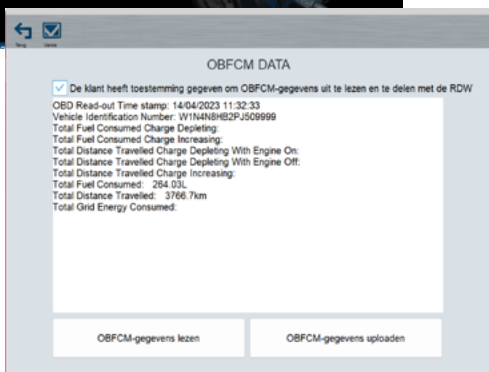 Terug
OBFCM DATA
De klant heeft toestemming gegeven om OBFCM-gegevens uit te lezen en te delen met de RDW
OBD Read-out Time stamp: 14/04/2023 11:32:33
Vehicle Identification Number: W1N4N8HB2PJ509999
Total Fuel Consumed Charge Depleting:
Total Fuel Consumed Charge Increasing:
Total Distance Travelled Charge Depleting With Engine On:
Total Distance Travelled Charge Depleting With Engine Off:
Total Distance Travelled Charge Increasing:
Total Fuel Consumed: 264.03L
Total Distance Travelled: 3766.7km
Total Grid Energy Consumed:
OBFCM-gegevens lezen
OBFCM-gegevens uploaden